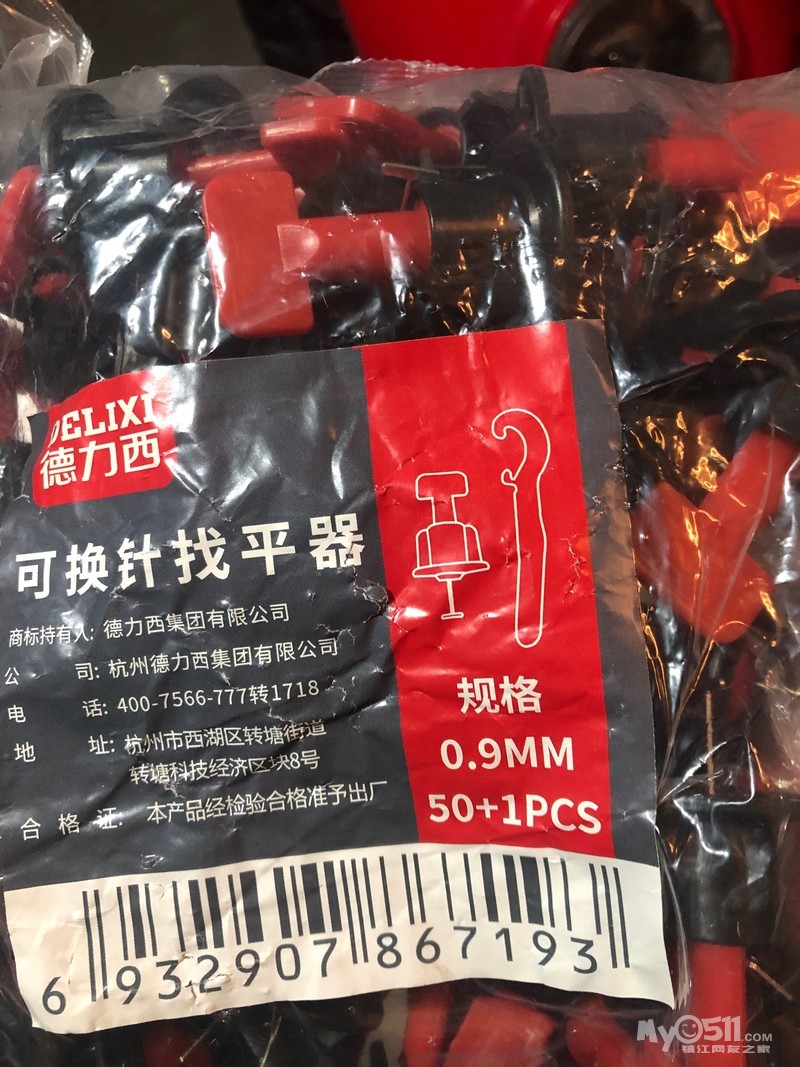 DELIXI
德力西
可换针找平器
商标持有人: 德力西集团有限公司
公 司: 杭州德力西集团有限公司
电 话: 400-7566-777转1718
地 址: 杭州市西湖区转塘街道
转塘科技经济区块8号
合 格 证: 本产品经检验合格准予出厂
规格
0.9MM
50+1PCS
6 932907 867193
MyO511.COM
镇江网友之家